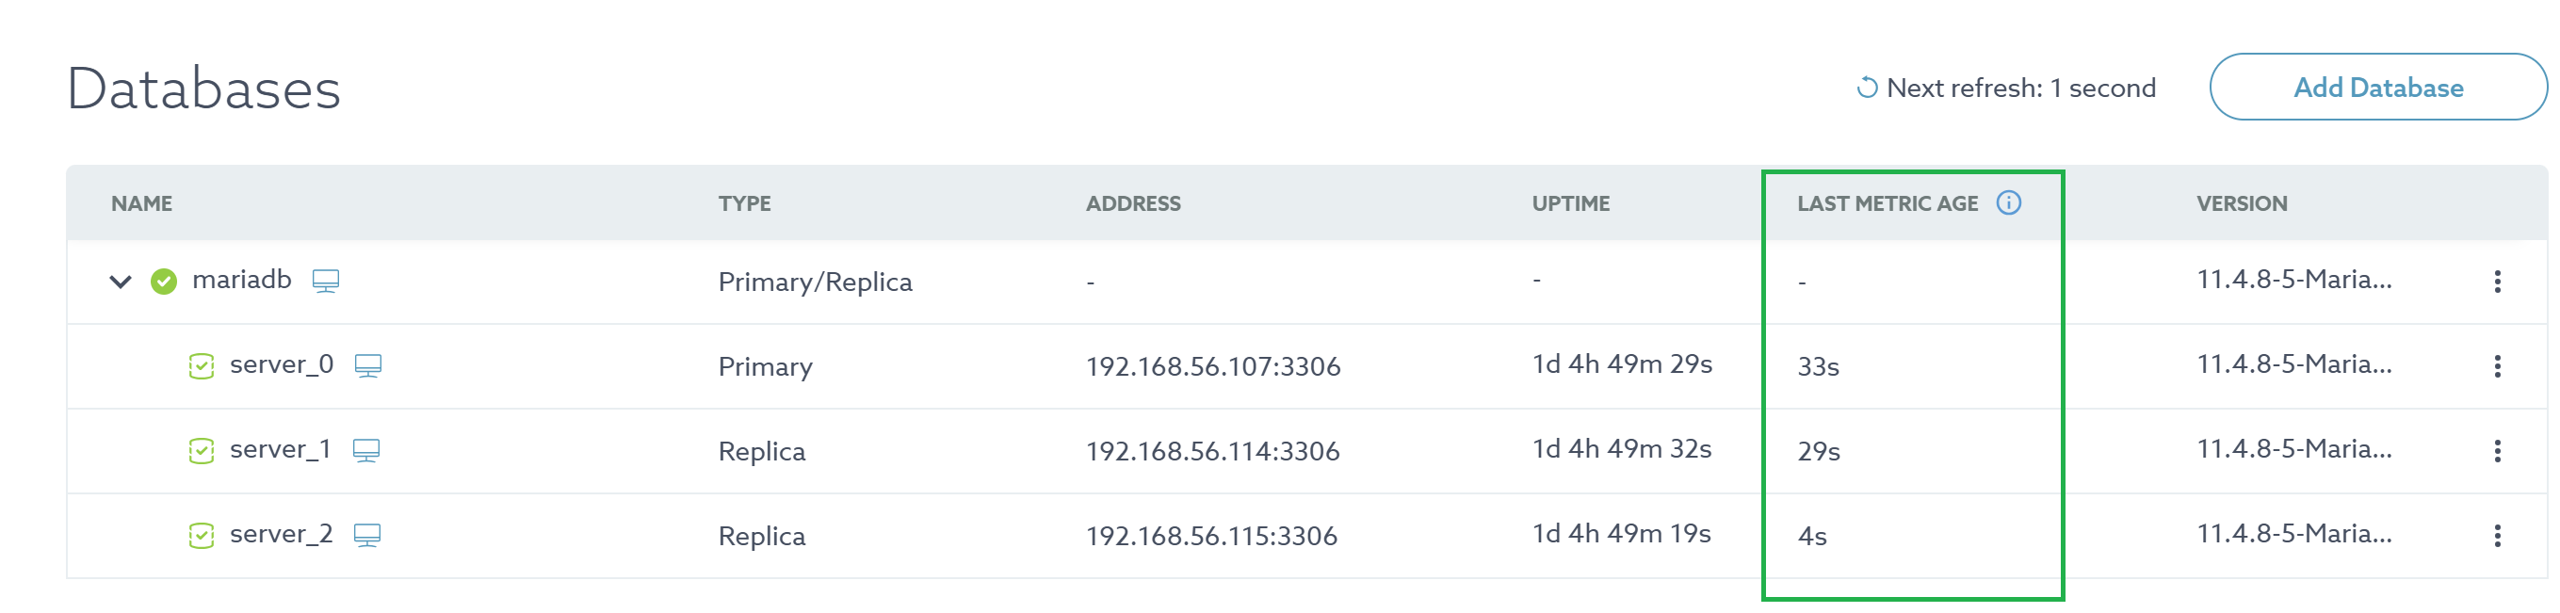 Databases
Next refresh: 1 second
Add Database
NAME TYPE ADDRESS UPTIME LAST METRIC AGE VERSION
mariadb Primary/Replica - - - 11.4.8-5-Maria...
server_0 Primary 192.168.56.107:3306 1d 4h 49m 29s 33s 11.4.8-5-Maria...
server_1 Replica 192.168.56.114:3306 1d 4h 49m 32s 29s 11.4.8-5-Maria...
server_2 Replica 192.168.56.115:3306 1d 4h 49m 19s 4s 11.4.8-5-Maria...